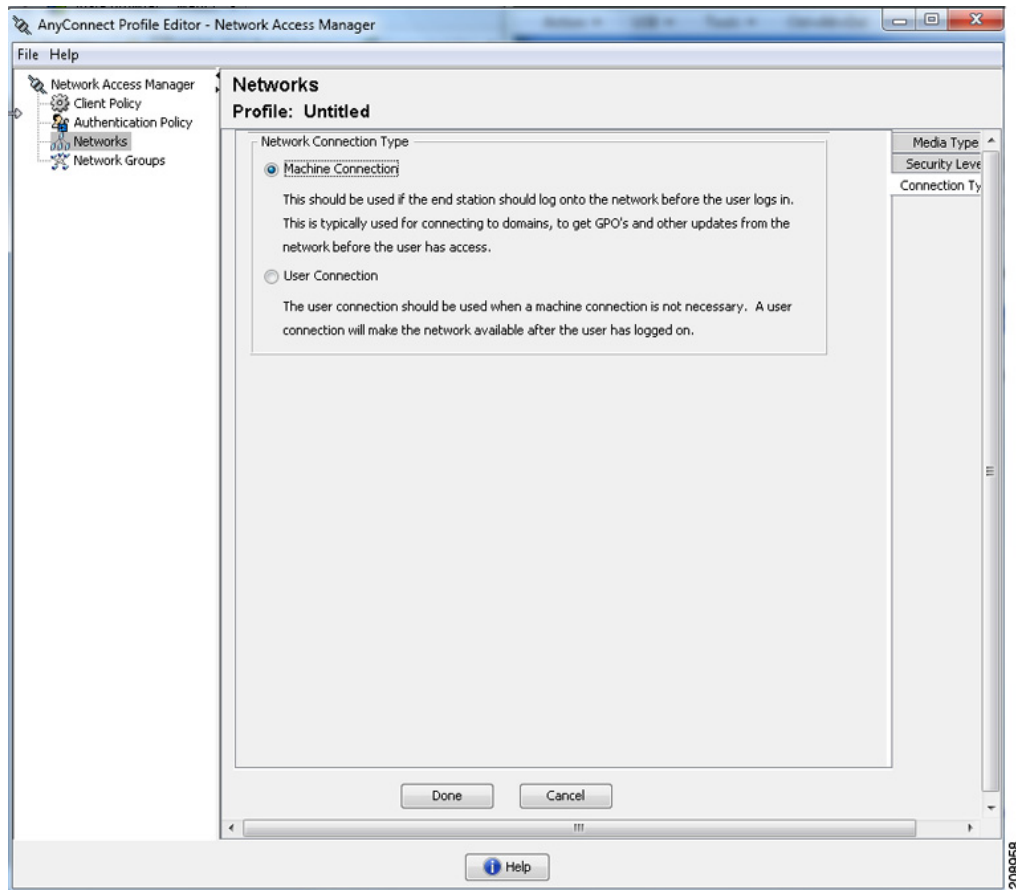 AnyConnect Profile Editor - Network Access Manager
File Help
Network Access Manager
Client Policy
Authentication Policy
Networks
Network Groups
Networks
Profile: Untitled
Network Connection Type
Machine Connection
This should be used if the end station should log onto the network before the user logs in.
This is typically used for connecting to domains, to get GPO's and other updates from the
network before the user has access.
User Connection
The user connection should be used when a machine connection is not necessary. A user
connection will make the network available after the user has logged on.
Media Type
Security Leve
Connection Ty
Done Cancel
Help
208958